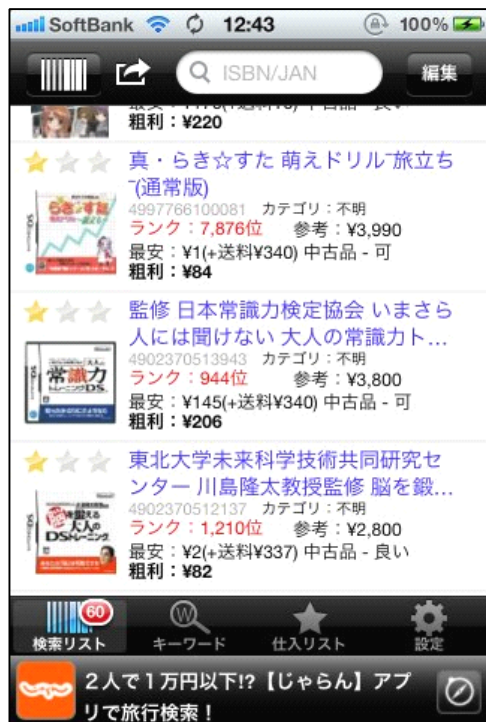 SoftBank 12:43 100%
ISBN/JAN 編集
粗利：¥220
真・らき☆すた 萌えドリル~旅立ち
~(通常版)
4997766100081 カテゴリ：不明
ランク：7,876位 参考：¥3,990
最安：¥1(+送料¥340) 中古品 - 可
粗利：¥84
監修 日本常識力検定協会 いまさら
人には聞けない 大人の常識力ト...
4902370513943 カテゴリ：不明
ランク：944位 参考：¥3,800
最安：¥145(+送料¥340) 中古品 - 可
粗利：¥206
東北大学未来科学技術共同研究セ
ンター 川島隆太教授監修 脳を鍛...
4902370512137 カテゴリ：不明
ランク：1,210位 参考：¥2,800
最安：¥2(+送料¥337) 中古品 - 良い
粗利：¥82
60
検索リスト キーワード 仕入リスト 設定
２人で１万円以下!?【じゃらん】アプ
リで旅行検索！